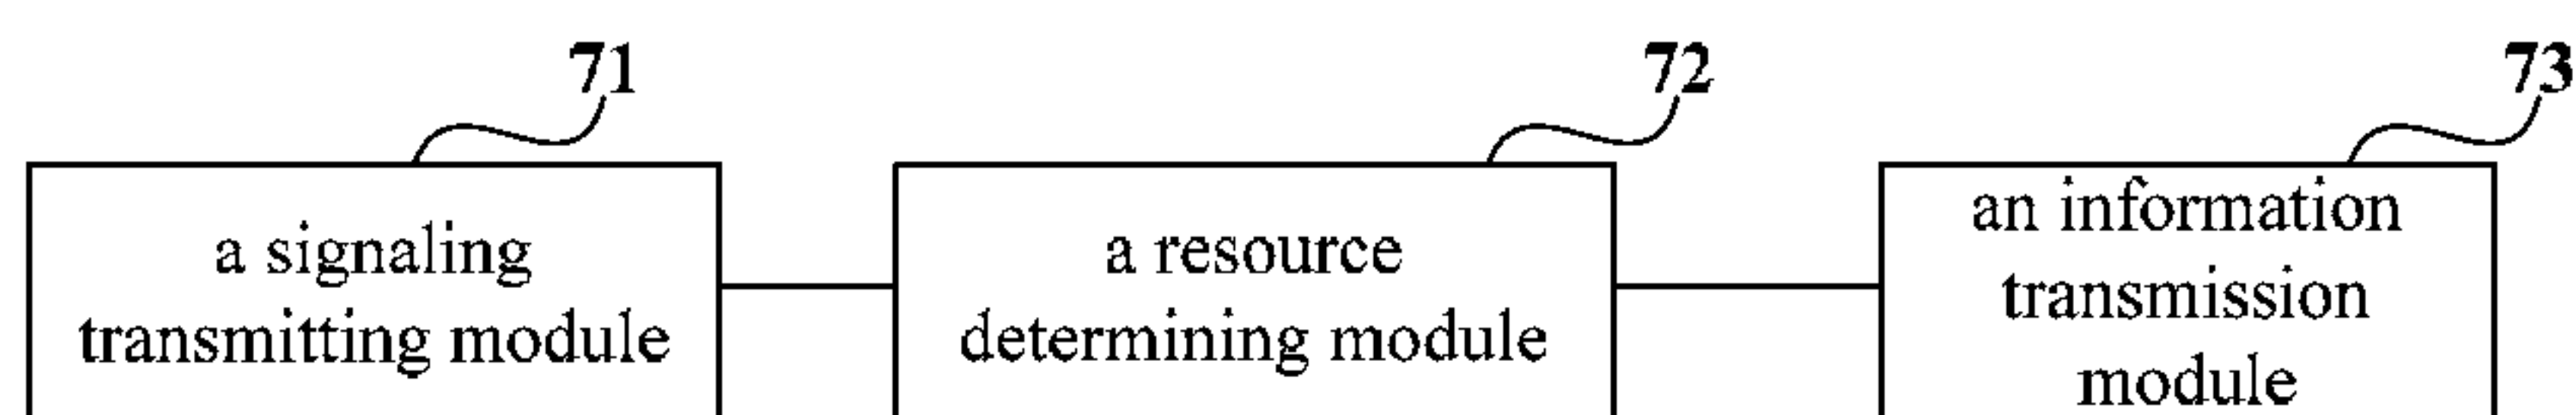 71
72
73
a signaling
transmitting module
a resource
determining module
an information
transmission
module